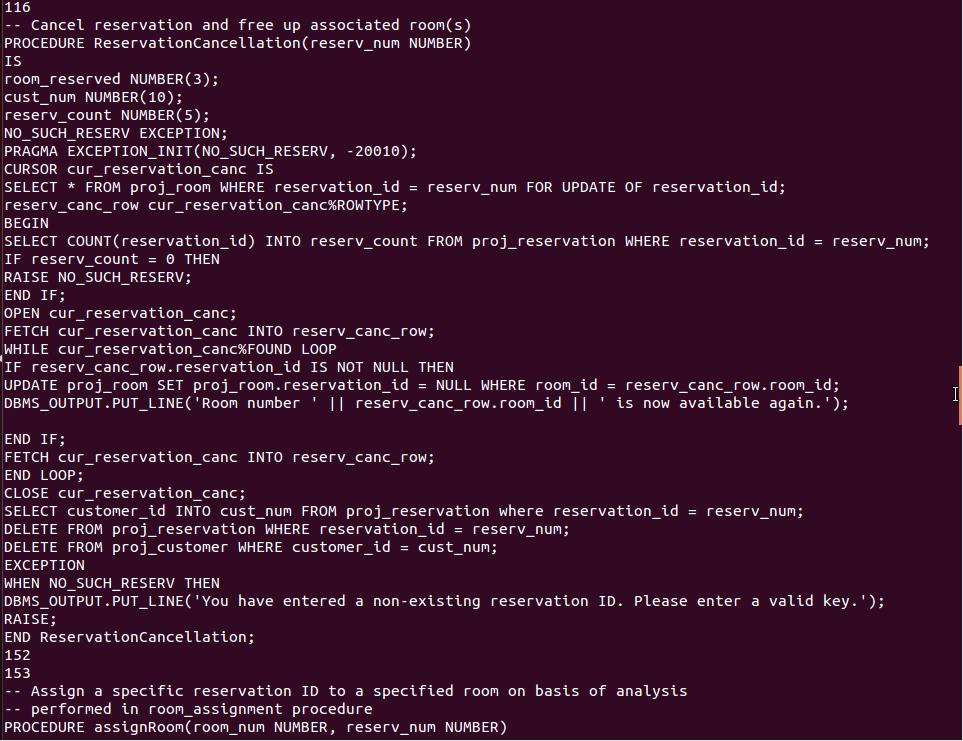 116
-- Cancel reservation and free up associated room(s)
PROCEDURE ReservationCancellation(reserv_num NUMBER)
IS
room_reserved NUMBER(3);
cust_num NUMBER(10);
reserv_count NUMBER(5);
NO_SUCH_RESERV EXCEPTION;
PRAGMA EXCEPTION_INIT(NO_SUCH_RESERV, -20010);
CURSOR cur_reservation_canc IS
SELECT * FROM proj_room WHERE reservation_id = reserv_num FOR UPDATE OF reservation_id;
reserv_canc_row cur_reservation_canc%ROWTYPE;
BEGIN
SELECT COUNT(reservation_id) INTO reserv_count FROM proj_reservation WHERE reservation_id = reserv_num;
IF reserv_count = 0 THEN
RAISE NO_SUCH_RESERV;
END IF;
OPEN cur_reservation_canc;
FETCH cur_reservation_canc INTO reserv_canc_row;
WHILE cur_reservation_canc%FOUND LOOP
IF reserv_canc_row.reservation_id IS NOT NULL THEN
UPDATE proj_room SET proj_room.reservation_id = NULL WHERE room_id = reserv_canc_row.room_id;
DBMS_OUTPUT.PUT_LINE('Room number ' || reserv_canc_row.room_id || ' is now available again.');

END IF;
FETCH cur_reservation_canc INTO reserv_canc_row;
END LOOP;
CLOSE cur_reservation_canc;
SELECT customer_id INTO cust_num FROM proj_reservation where reservation_id = reserv_num;
DELETE FROM proj_reservation WHERE reservation_id = reserv_num;
DELETE FROM proj_customer WHERE customer_id = cust_num;
EXCEPTION
WHEN NO_SUCH_RESERV THEN
DBMS_OUTPUT.PUT_LINE('You have entered a non-existing reservation ID. Please enter a valid key.');
RAISE;
END ReservationCancellation;
152
153
-- Assign a specific reservation ID to a specified room on basis of analysis
-- performed in room_assignment procedure
PROCEDURE assignRoom(room_num NUMBER, reserv_num NUMBER)